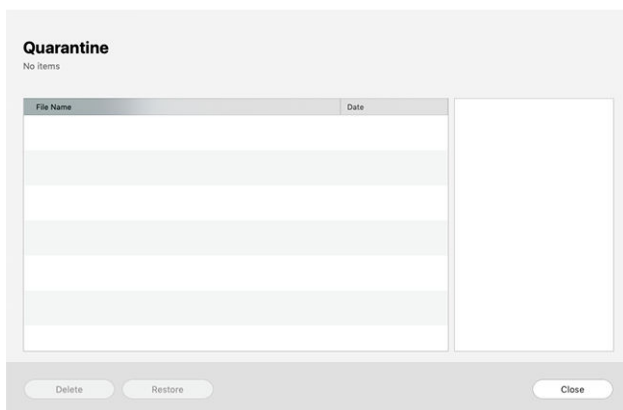 Quarantine
No items
File Name Date
Delete Restore Close